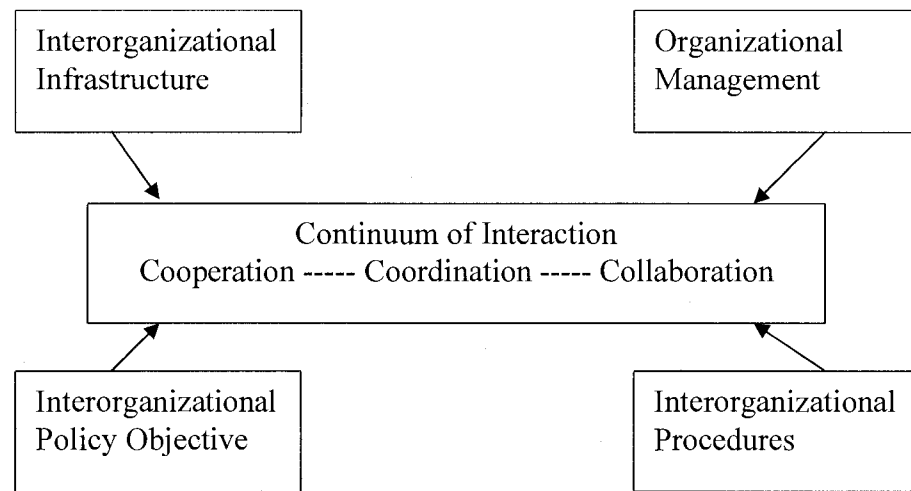 Interorganizational
Infrastructure
Organizational
Management
Continuum of Interaction
Cooperation ----- Coordination ----- Collaboration
Interorganizational
Policy Objective
Interorganizational
Procedures